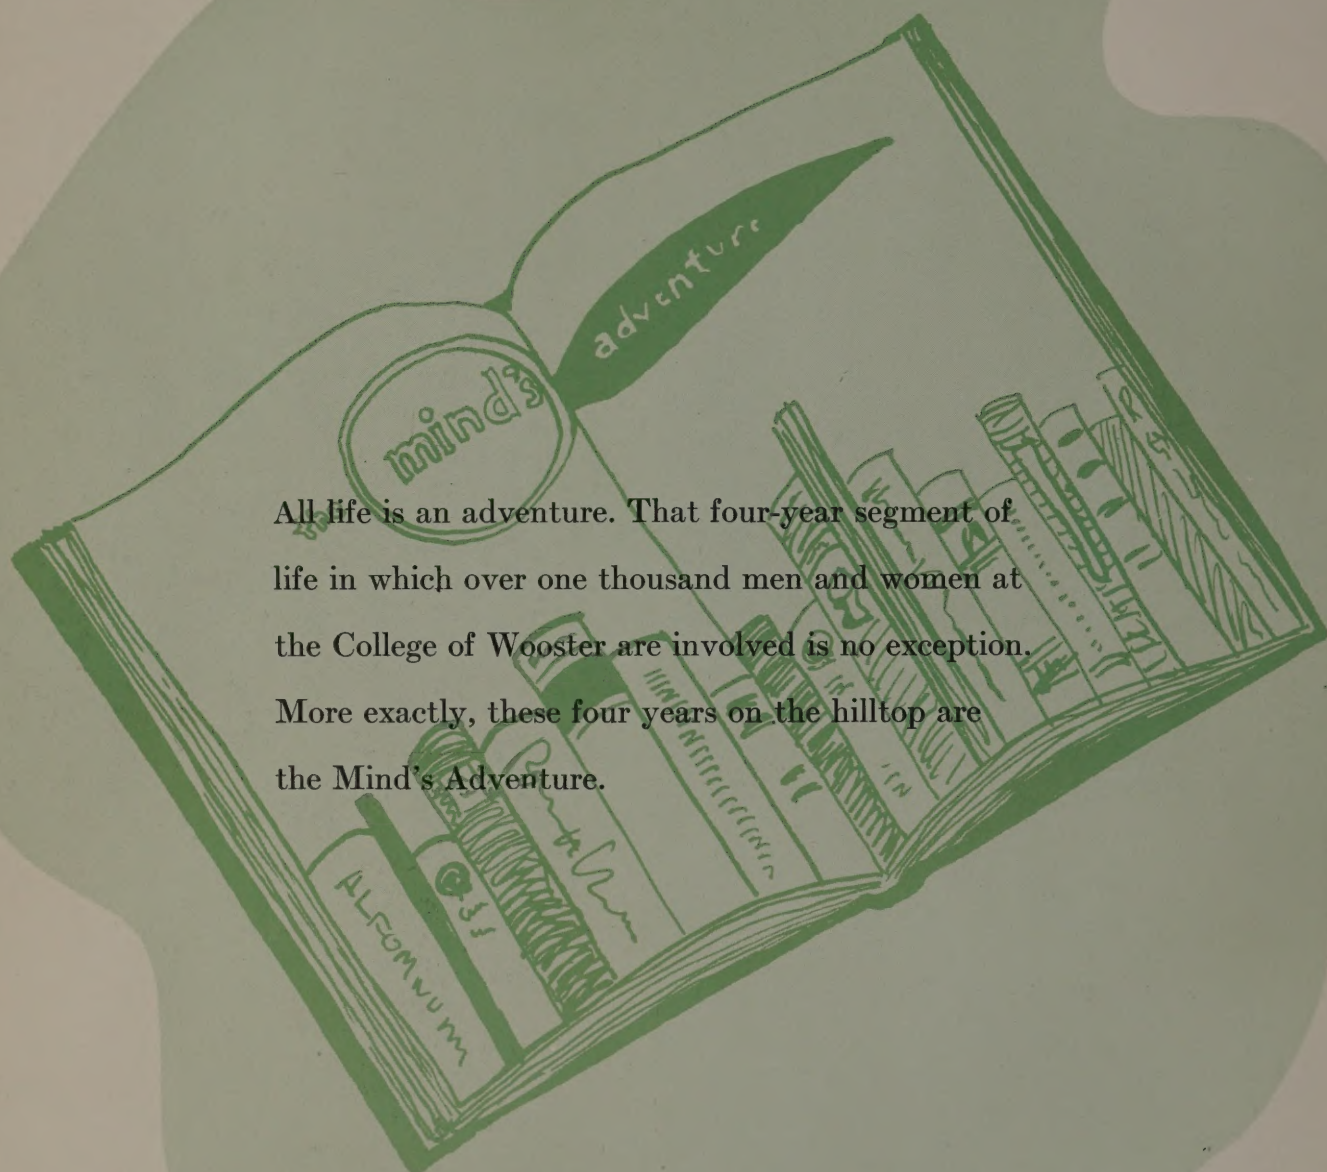 mind's
adventure
All life is an adventure. That four-year segment of
life in which over one thousand men and women at
the College of Wooster are involved is no exception.
More exactly, these four years on the hilltop are
the Mind's Adventure.